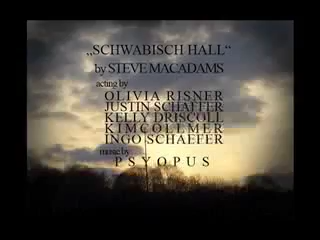 „SCHWABISCH HALL“
by STEVE MACADAMS
acting by
OLIVIA RISNER
JUSTIN SCHAFFER
KELLY DRISCOLL
KIM COLLMER
INGO SCHAEFER
music by
PSYOPUS